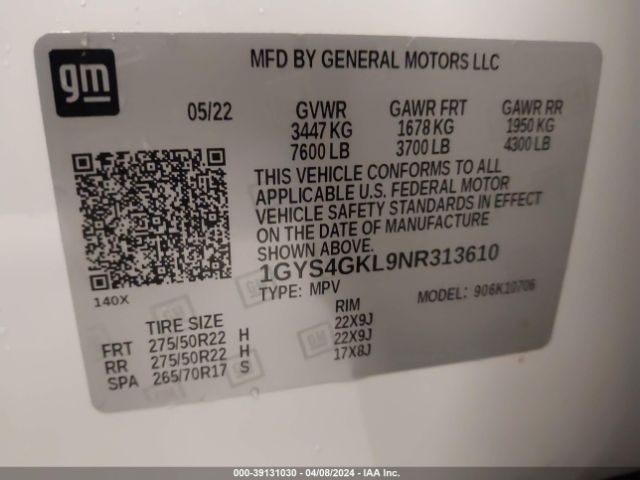 gm
MFD BY GENERAL MOTORS LLC
05/22 GVWR GAWR FRT GAWR RR
3447 KG 1678 KG 1950 KG
7600 LB 3700 LB 4300 LB
THIS VEHICLE CONFORMS TO ALL
APPLICABLE U.S. FEDERAL MOTOR
VEHICLE SAFETY STANDARDS IN EFFECT
ON THE DATE OF MANUFACTURE
SHOWN ABOVE.
1GYS4GKL9NR313610
140X
TYPE: MPV MODEL: 906K10706
TIRE SIZE RIM
FRT 275/50R22 H 22X9J
RR 275/50R22 H 22X9J
SPA 265/70R17 S 17X8J
000-39131030 - 04/08/2024 - IAA Inc.